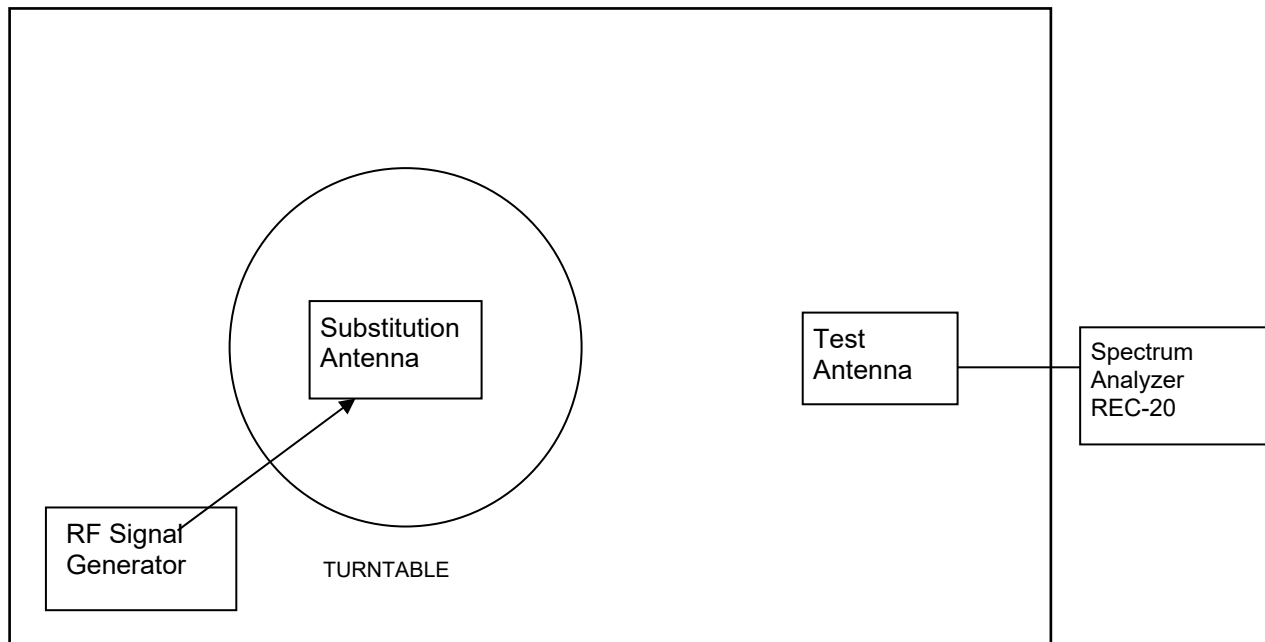 Substitution
Antenna
Test
Antenna
Spectrum
Analyzer
REC-20
RF Signal
Generator
TURNTABLE